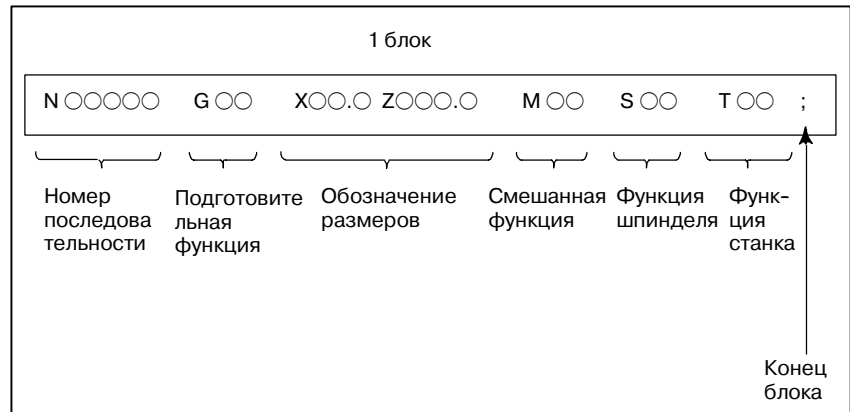 1 блок
N○○○○○ G○○ X○○.○ Z○○○.○ M○○ S○○ T○○ ;
Номер
последова
тельности
Подготовите
льная
функция
Обозначение
размеров
Смешанная
функция
Функция
шпинделя
Функ-
ция
станка
Конец
блока